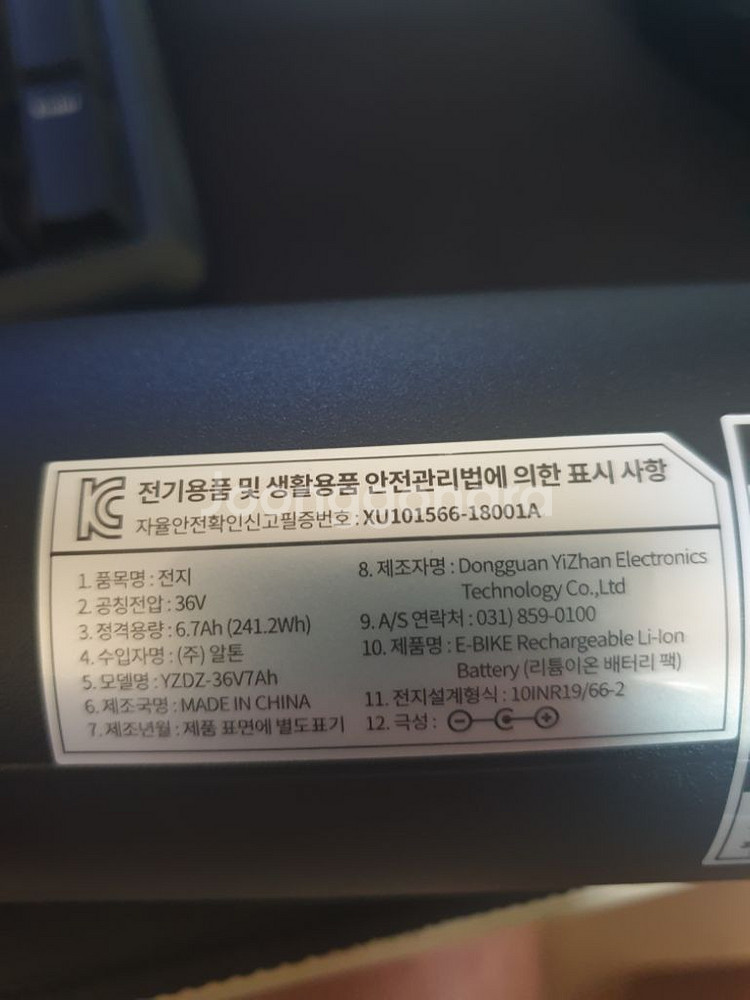 KC 전기용품 및 생활용품 안전관리법에 의한 표시 사항
자율안전확인신고필증번호 : XU101566-18001A
1. 품목명 : 전지
2. 공칭전압 : 36V
3. 정격용량 : 6.7Ah (241.2Wh)
4. 수입자명 : (주) 알톤
5. 모델명 : YZDZ-36V7Ah
6. 제조국명 : MADE IN CHINA
7. 제조년월 : 제품 표면에 별도표기
8. 제조자명 : Dongguan YiZhan Electronics
Technology Co.,Ltd
9. A/S 연락처 : 031) 859-0100
10. 제품명 : E-BIKE Rechargeable Li-Ion
Battery (리튬이온 배터리 팩)
11. 전지설계형식 : 10INR19/66-2
12. 극성 :
Joonggonara